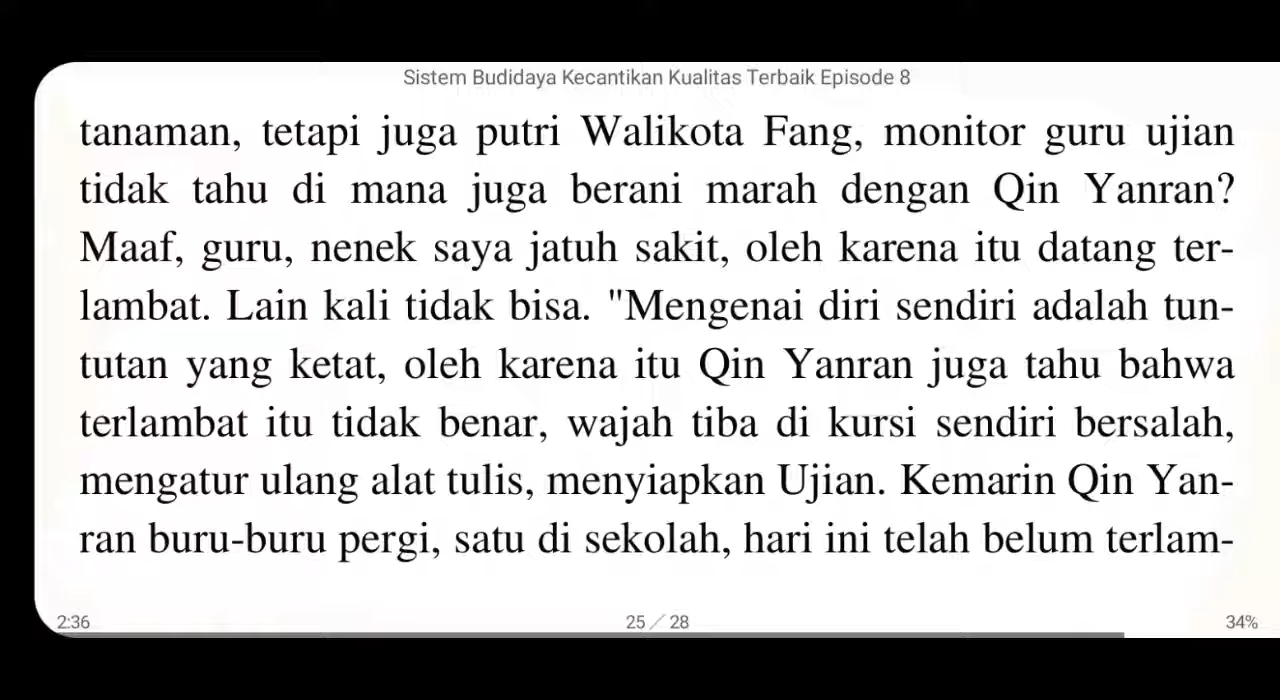 Sistem Budidaya Kecantikan Kualitas Terbaik Episode 8
tanaman, tetapi juga putri Walikota Fang, monitor guru ujian
tidak tahu di mana juga berani marah dengan Qin Yanran?
Maaf, guru, nenek saya jatuh sakit, oleh karena itu datang ter-
lambat. Lain kali tidak bisa. "Mengenai diri sendiri adalah tun-
tutan yang ketat, oleh karena itu Qin Yanran juga tahu bahwa
terlambat itu tidak benar, wajah tiba di kursi sendiri bersalah,
mengatur ulang alat tulis, menyiapkan Ujian. Kemarin Qin Yan-
ran buru-buru pergi, satu di sekolah, hari ini telah belum terlam-
2:36 25 / 28 34%